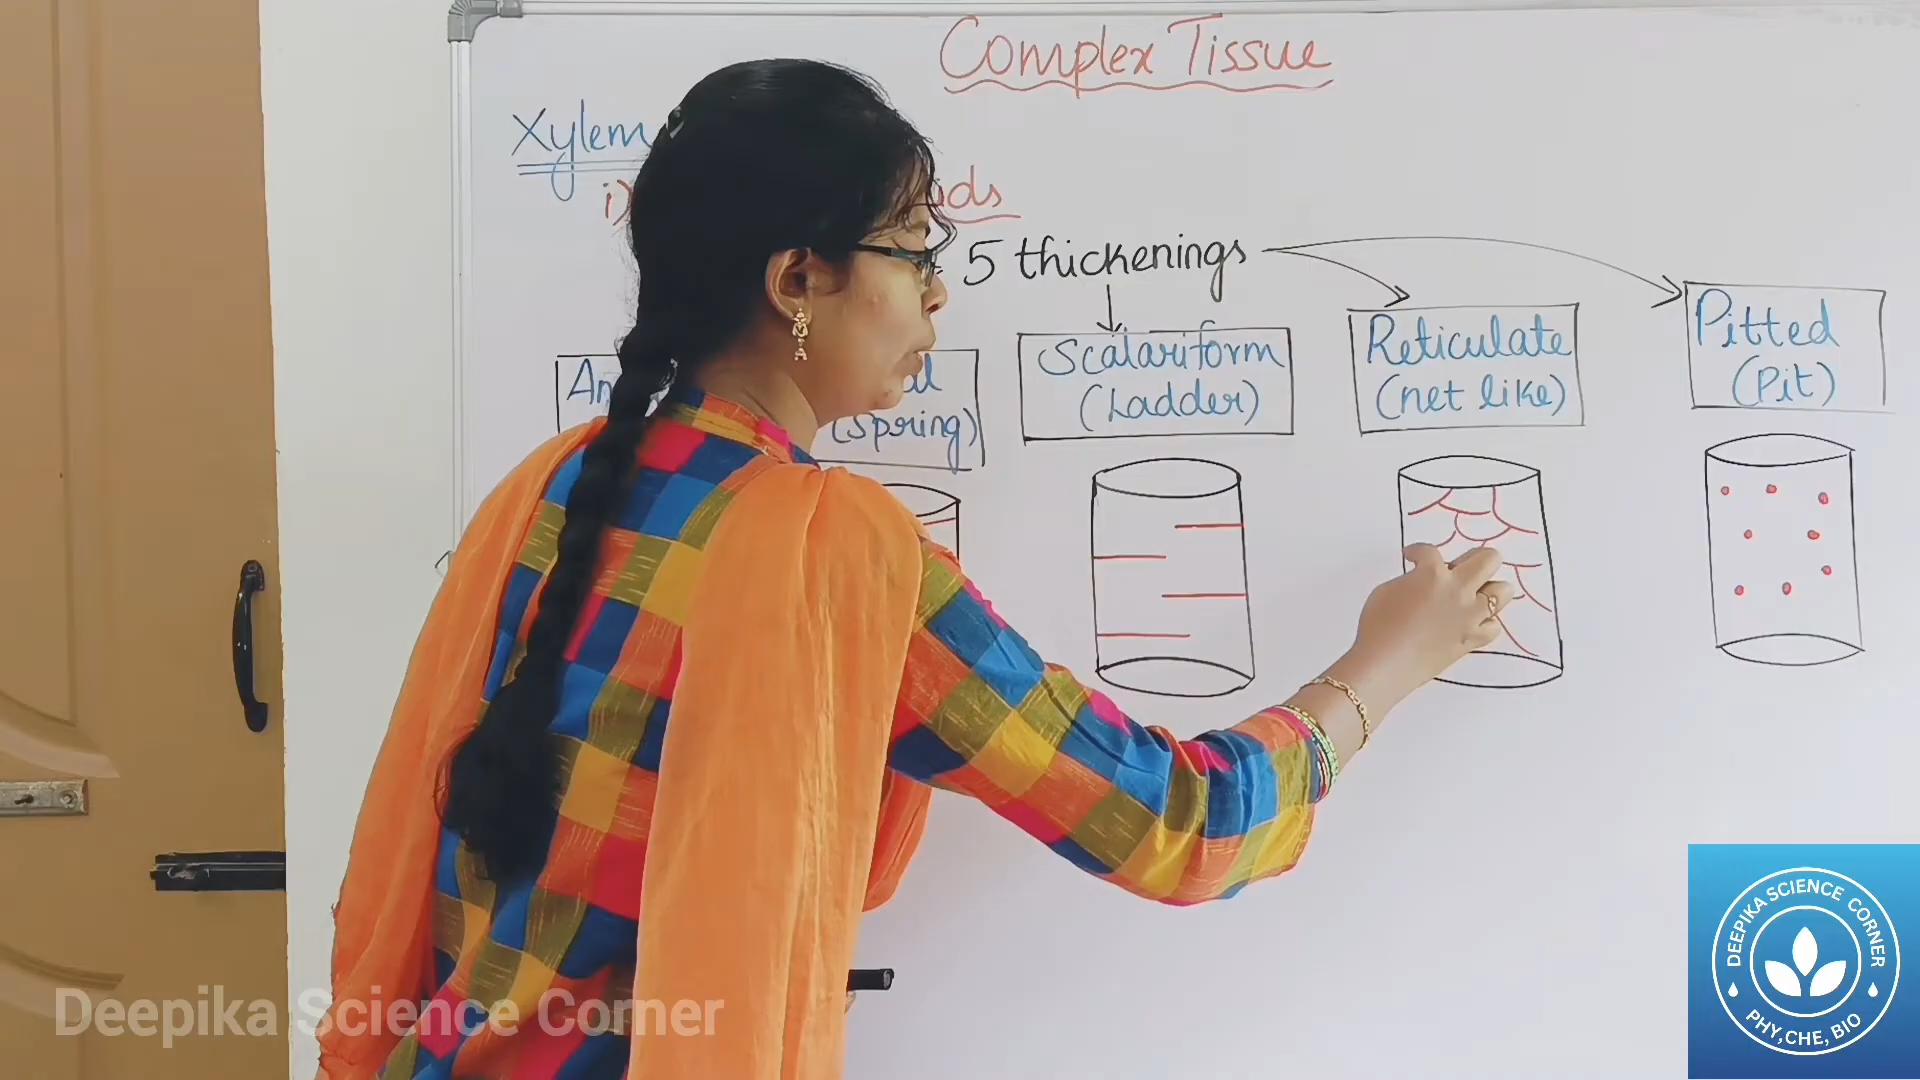 Complex Tissue
Xylem
i)
5 thickenings
Scalariform
(Ladder)
Reticulate
(net like)
Pitted
(Pit)
(Spring)
DEEPIKA SCIENCE CORNER
PHY,CHE, BIO
Deepika Science Corner